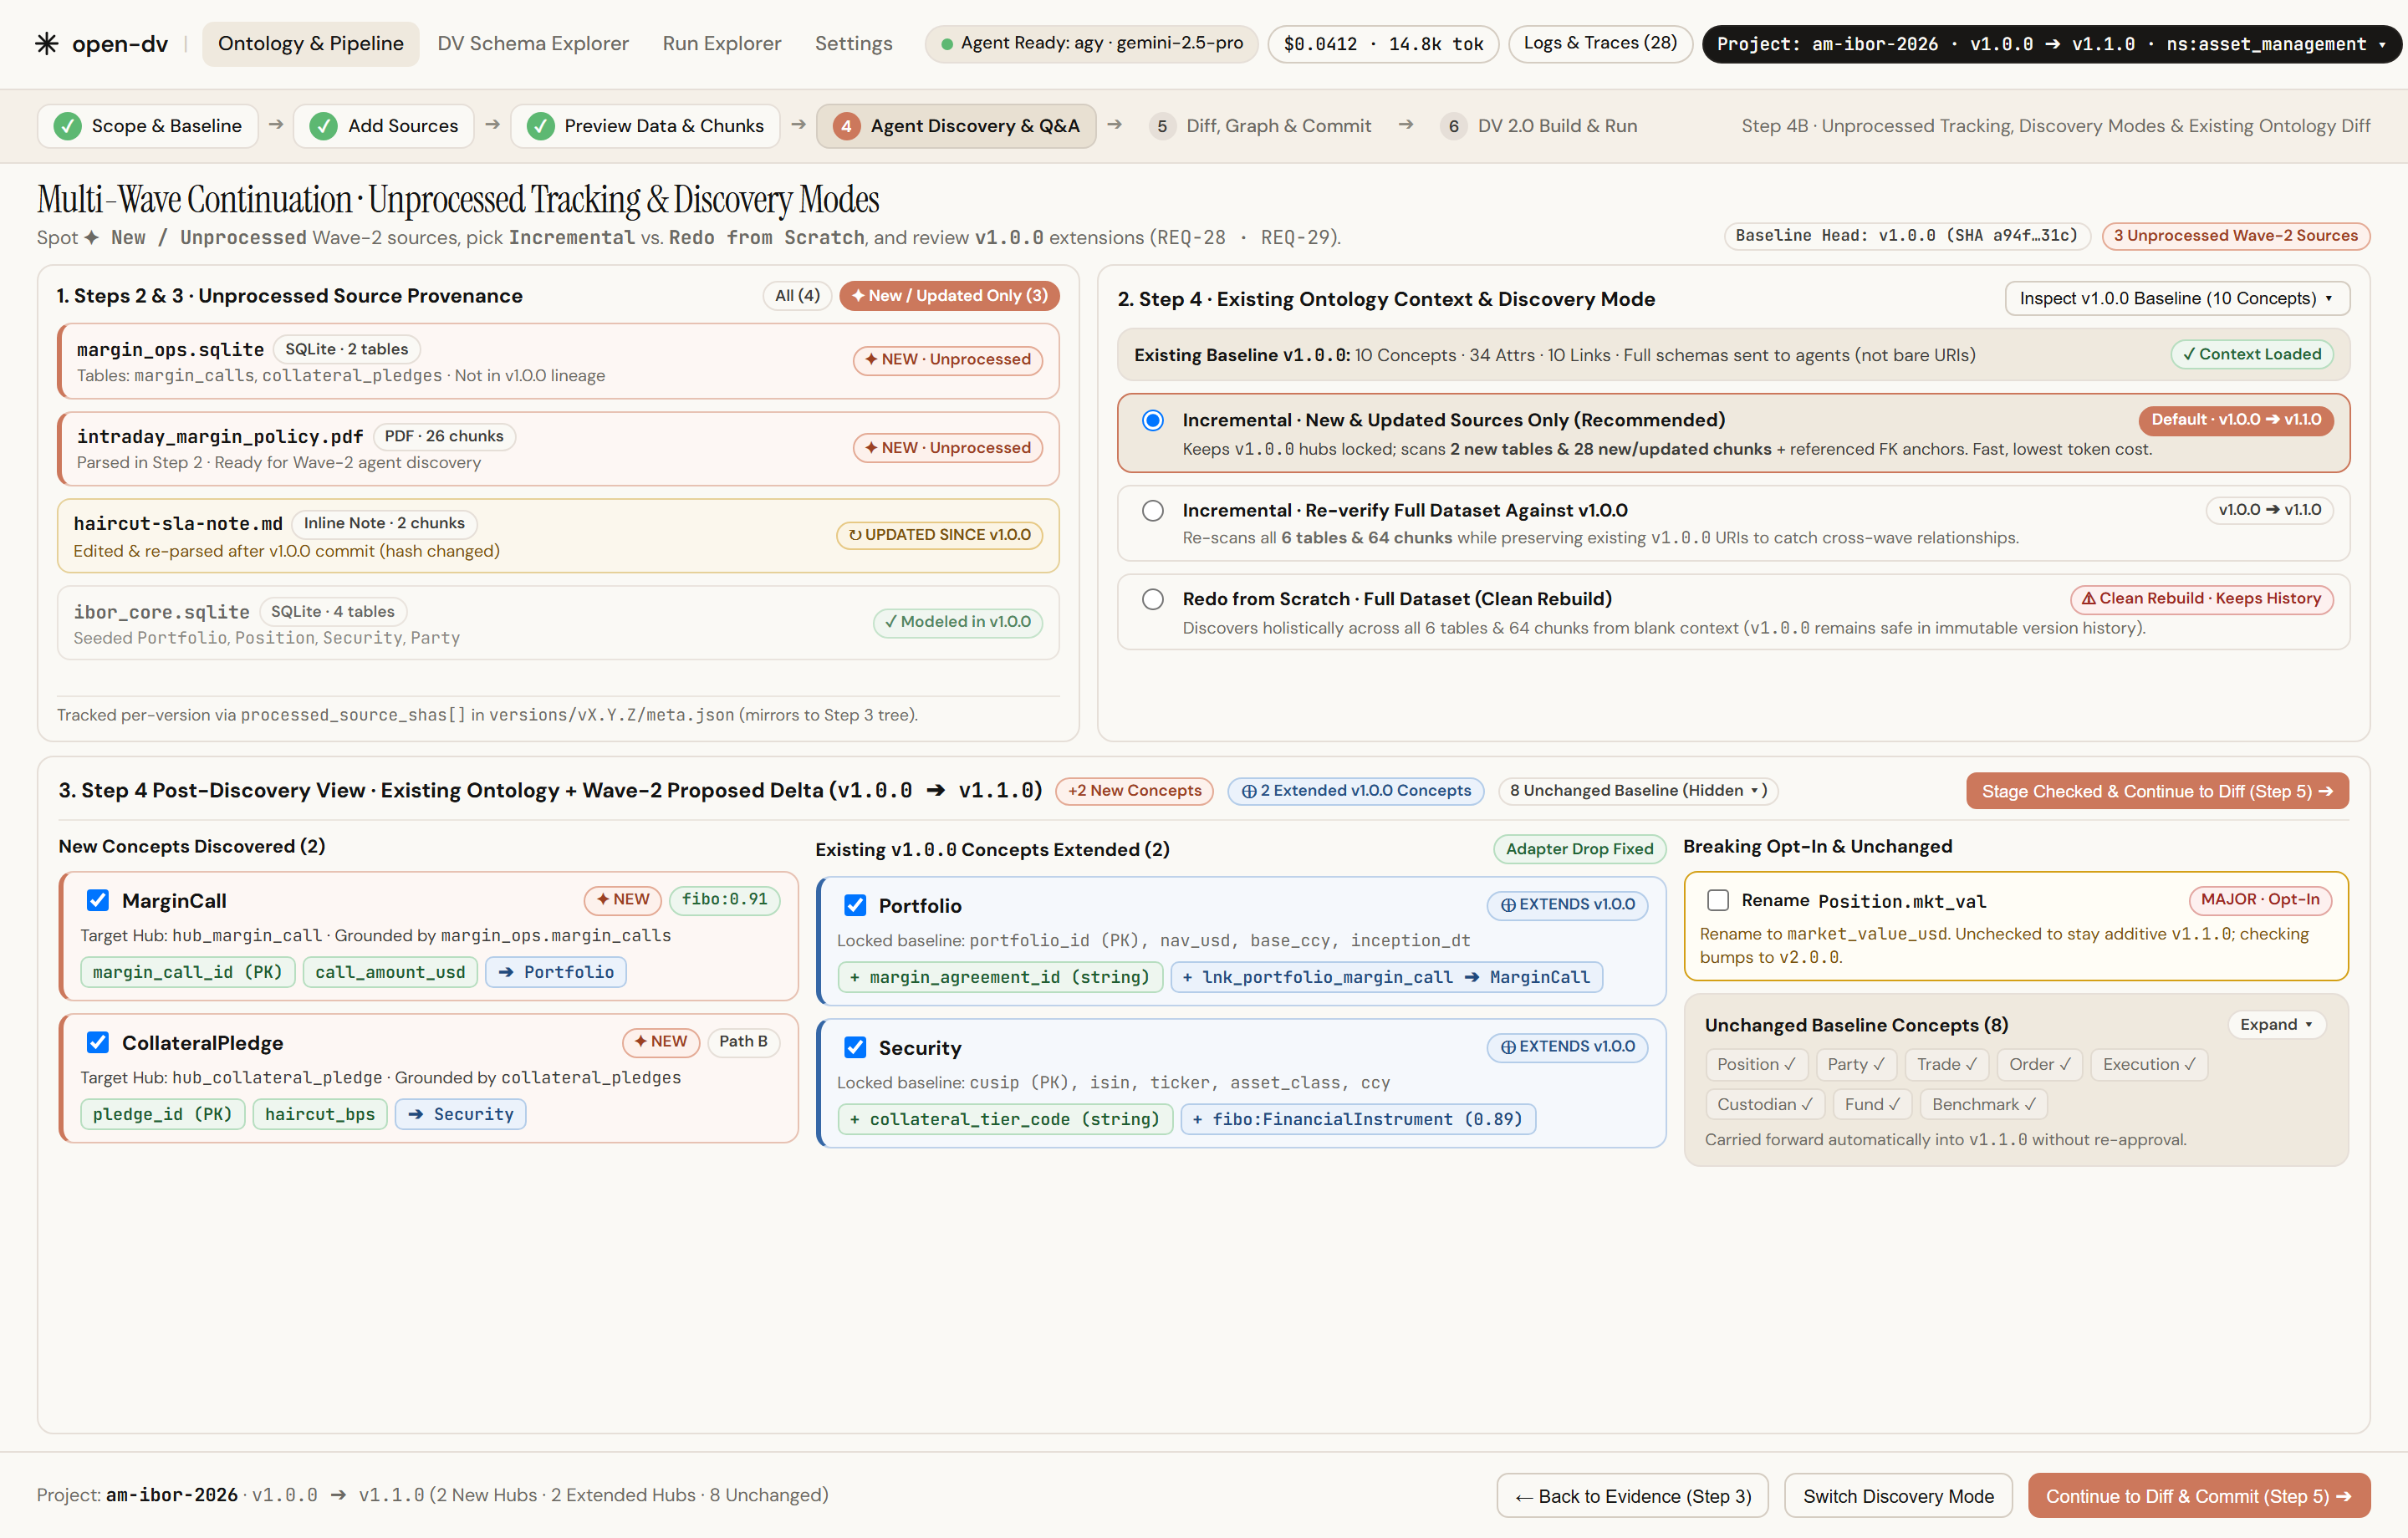 open-dv | Ontology & Pipeline DV Schema Explorer Run Explorer Settings Agent Ready: agy · gemini-2.5-pro $0.0412 · 14.8k tok Logs & Traces (28) Project: am-ibor-2026 · v1.0.0 ➔ v1.1.0 · ns:asset_management ▾
✓ Scope & Baseline → ✓ Add Sources → ✓ Preview Data & Chunks → 4 Agent Discovery & Q&A → 5 Diff, Graph & Commit → 6 DV 2.0 Build & Run Step 4B · Unprocessed Tracking, Discovery Modes & Existing Ontology Diff
Multi-Wave Continuation · Unprocessed Tracking & Discovery Modes
Spot ✦ New / Unprocessed Wave-2 sources, pick Incremental vs. Redo from Scratch, and review v1.0.0 extensions (REQ-28 · REQ-29).
Baseline Head: v1.0.0 (SHA a94f…31c) 3 Unprocessed Wave-2 Sources
1. Steps 2 & 3 · Unprocessed Source Provenance All (4) ✦ New / Updated Only (3)
margin_ops.sqlite SQLite · 2 tables ✦ NEW · Unprocessed
Tables: margin_calls, collateral_pledges · Not in v1.0.0 lineage
intraday_margin_policy.pdf PDF · 26 chunks ✦ NEW · Unprocessed
Parsed in Step 2 · Ready for Wave-2 agent discovery
haircut-sla-note.md Inline Note · 2 chunks ↻ UPDATED SINCE v1.0.0
Edited & re-parsed after v1.0.0 commit (hash changed)
ibor_core.sqlite SQLite · 4 tables ✓ Modeled in v1.0.0
Seeded Portfolio, Position, Security, Party
Tracked per-version via processed_source_shas[] in versions/vX.Y.Z/meta.json (mirrors to Step 3 tree).
2. Step 4 · Existing Ontology Context & Discovery Mode Inspect v1.0.0 Baseline (10 Concepts) ▾
Existing Baseline v1.0.0: 10 Concepts · 34 Attrs · 10 Links · Full schemas sent to agents (not bare URIs) ✓ Context Loaded
Incremental · New & Updated Sources Only (Recommended) Default · v1.0.0 ➔ v1.1.0
Keeps v1.0.0 hubs locked; scans 2 new tables & 28 new/updated chunks + referenced FK anchors. Fast, lowest token cost.
Incremental · Re-verify Full Dataset Against v1.0.0 v1.0.0 ➔ v1.1.0
Re-scans all 6 tables & 64 chunks while preserving existing v1.0.0 URIs to catch cross-wave relationships.
Redo from Scratch · Full Dataset (Clean Rebuild) ⚠ Clean Rebuild · Keeps History
Discovers holistically across all 6 tables & 64 chunks from blank context (v1.0.0 remains safe in immutable version history).
3. Step 4 Post-Discovery View · Existing Ontology + Wave-2 Proposed Delta (v1.0.0 ➔ v1.1.0) +2 New Concepts ⨁ 2 Extended v1.0.0 Concepts 8 Unchanged Baseline (Hidden ▾) Stage Checked & Continue to Diff (Step 5) ➔
New Concepts Discovered (2)
MarginCall ✦ NEW fibo:0.91
Target Hub: hub_margin_call · Grounded by margin_ops.margin_calls
margin_call_id (PK) call_amount_usd ➔ Portfolio
CollateralPledge ✦ NEW Path B
Target Hub: hub_collateral_pledge · Grounded by collateral_pledges
pledge_id (PK) haircut_bps ➔ Security
Existing v1.0.0 Concepts Extended (2) Adapter Drop Fixed
Portfolio ⨁ EXTENDS v1.0.0
Locked baseline: portfolio_id (PK), nav_usd, base_ccy, inception_dt
+ margin_agreement_id (string) + lnk_portfolio_margin_call ➔ MarginCall
Security ⨁ EXTENDS v1.0.0
Locked baseline: cusip (PK), isin, ticker, asset_class, ccy
+ collateral_tier_code (string) + fibo:FinancialInstrument (0.89)
Breaking Opt-In & Unchanged
Rename Position.mkt_val MAJOR · Opt-In
Rename to market_value_usd. Unchecked to stay additive v1.1.0; checking
bumps to v2.0.0.
Unchanged Baseline Concepts (8) Expand ▾
Position ✓ Party ✓ Trade ✓ Order ✓ Execution ✓
Custodian ✓ Fund ✓ Benchmark ✓
Carried forward automatically into v1.1.0 without re-approval.
Project: am-ibor-2026 · v1.0.0 ➔ v1.1.0 (2 New Hubs · 2 Extended Hubs · 8 Unchanged) ← Back to Evidence (Step 3) Switch Discovery Mode Continue to Diff & Commit (Step 5) ➔